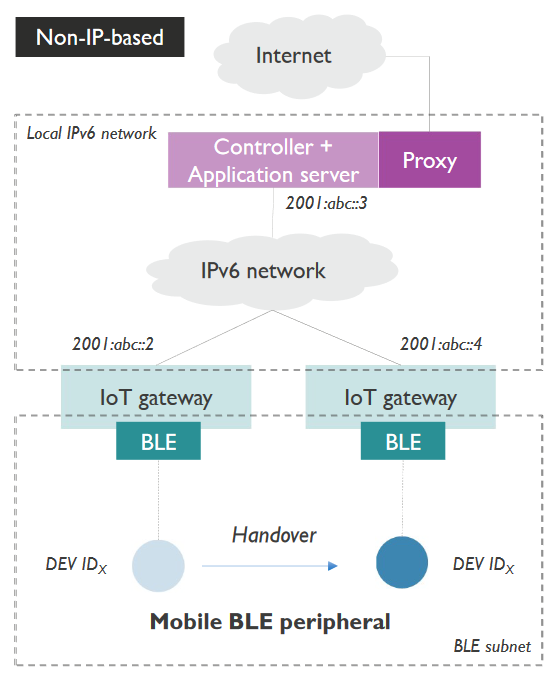 Non-IP-based
Internet
Local IPv6 network
Controller +
Application server
Proxy
2001:abc::3
IPv6 network
2001:abc::2
2001:abc::4
IoT gateway
IoT gateway
BLE
BLE
Handover
DEV IDX
DEV IDX
Mobile BLE peripheral
BLE subnet